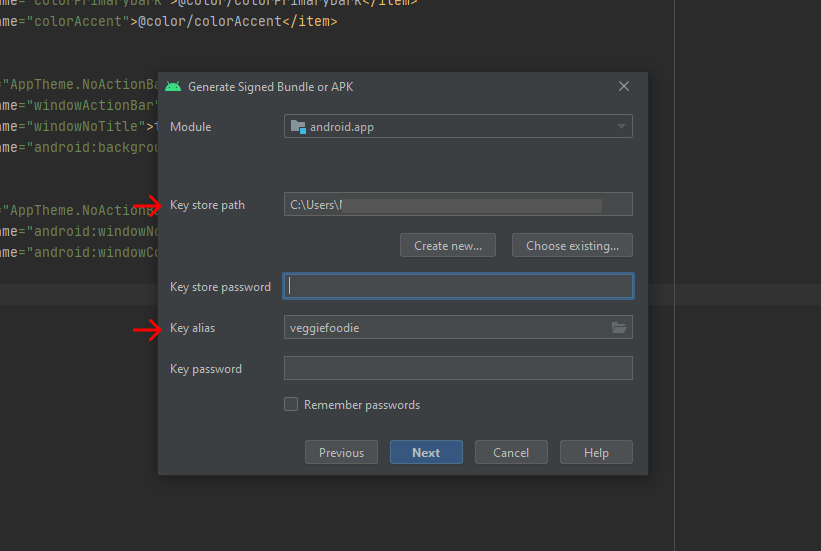 ame="colorPrimaryDark">@color/colorPrimaryDark</item>
ame="colorAccent">@color/colorAccent</item>
="AppTheme.NoActionBa
Generate Signed Bundle or APK
ame="windowActionBar"
ame="windowNoTitle">t
Module
android.app
ame="android:backgrou
="AppTheme.NoActionBa
Key store path
C:\Users\
ame="android:windowNo
ame="android:windowCo
Create new...
Choose existing...
Key store password
Key alias
veggiefoodie
Key password
Remember passwords
Previous
Next
Cancel
Help